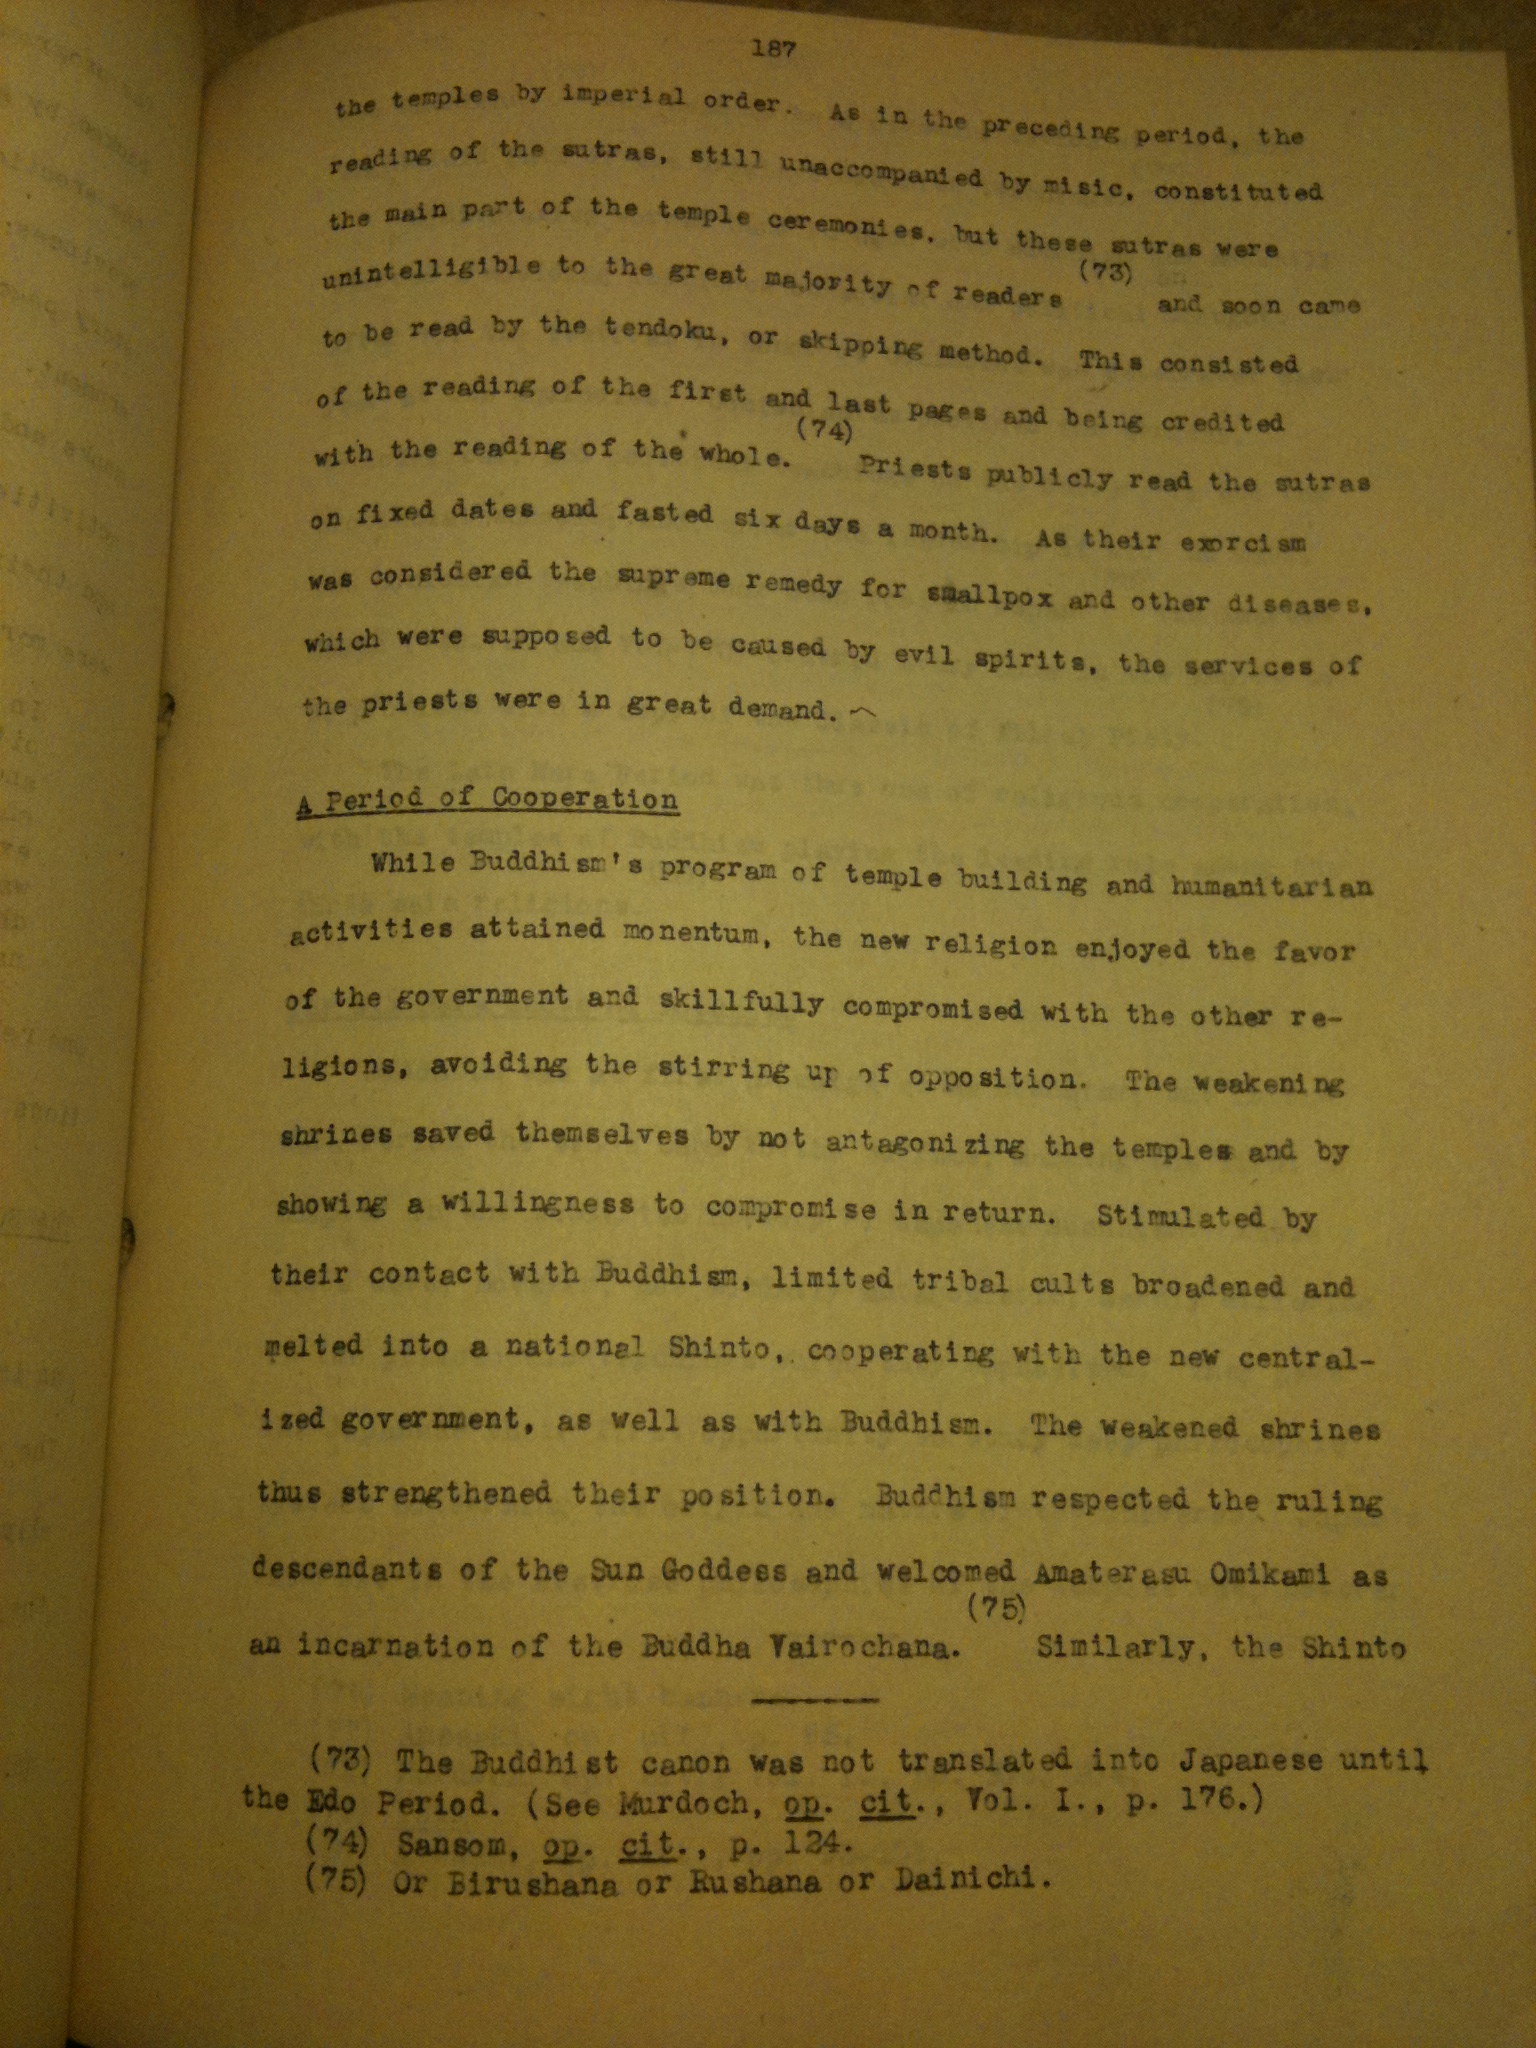 187
the temples by imperial order. As in the preceding period, the
reading of the sutras, still unaccompanied by misic, constituted
the main part of the temple ceremonies, but these sutras were
unintelligible to the great majority of readers (73) and soon came
to be read by the tendoku, or skipping method. This consisted
of the reading of the first and last pages and being credited
with the reading of the whole. (74) Priests publicly read the sutras
on fixed dates and fasted six days a month. As their exorcism
was considered the supreme remedy for smallpox and other diseases,
which were supposed to be caused by evil spirits, the services of
the priests were in great demand.
A Period of Cooperation
While Buddhism's program of temple building and humanitarian
activities attained monentum, the new religion enjoyed the favor
of the government and skillfully compromised with the other re-
ligions, avoiding the stirring up of opposition. The weakening
shrines saved themselves by not antagonizing the temples and by
showing a willingness to compromise in return. Stimulated by
their contact with Buddhism, limited tribal cults broadened and
melted into a national Shinto, cooperating with the new central-
ized government, as well as with Buddhism. The weakened shrines
thus strengthened their position. Buddhism respected the ruling
descendants of the Sun Goddess and welcomed Amaterasu Omikami as
an incarnation of the Buddha Vairochana. (75) Similarly, the Shinto
(73) The Buddhist canon was not translated into Japanese until
the Edo Period. (See Murdoch, op. cit., Vol. I., p. 176.)
(74) Sansom, op. cit., p. 124.
(75) Or Birushana or Rushana or Dainichi.